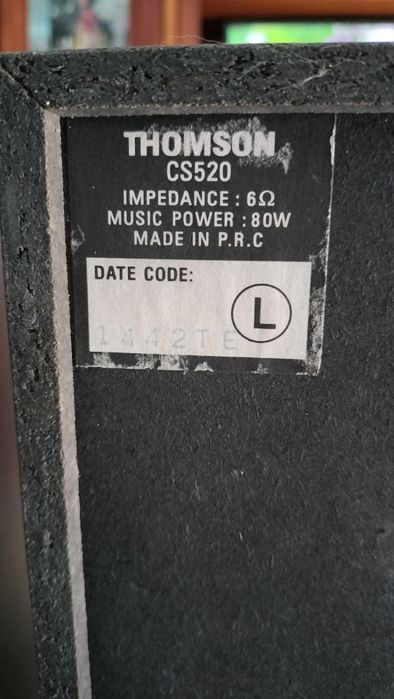 THOMSON
CS520
IMPEDANCE : 6Ω
MUSIC POWER : 80W
MADE IN P.R.C
DATE CODE:
L
1442TE